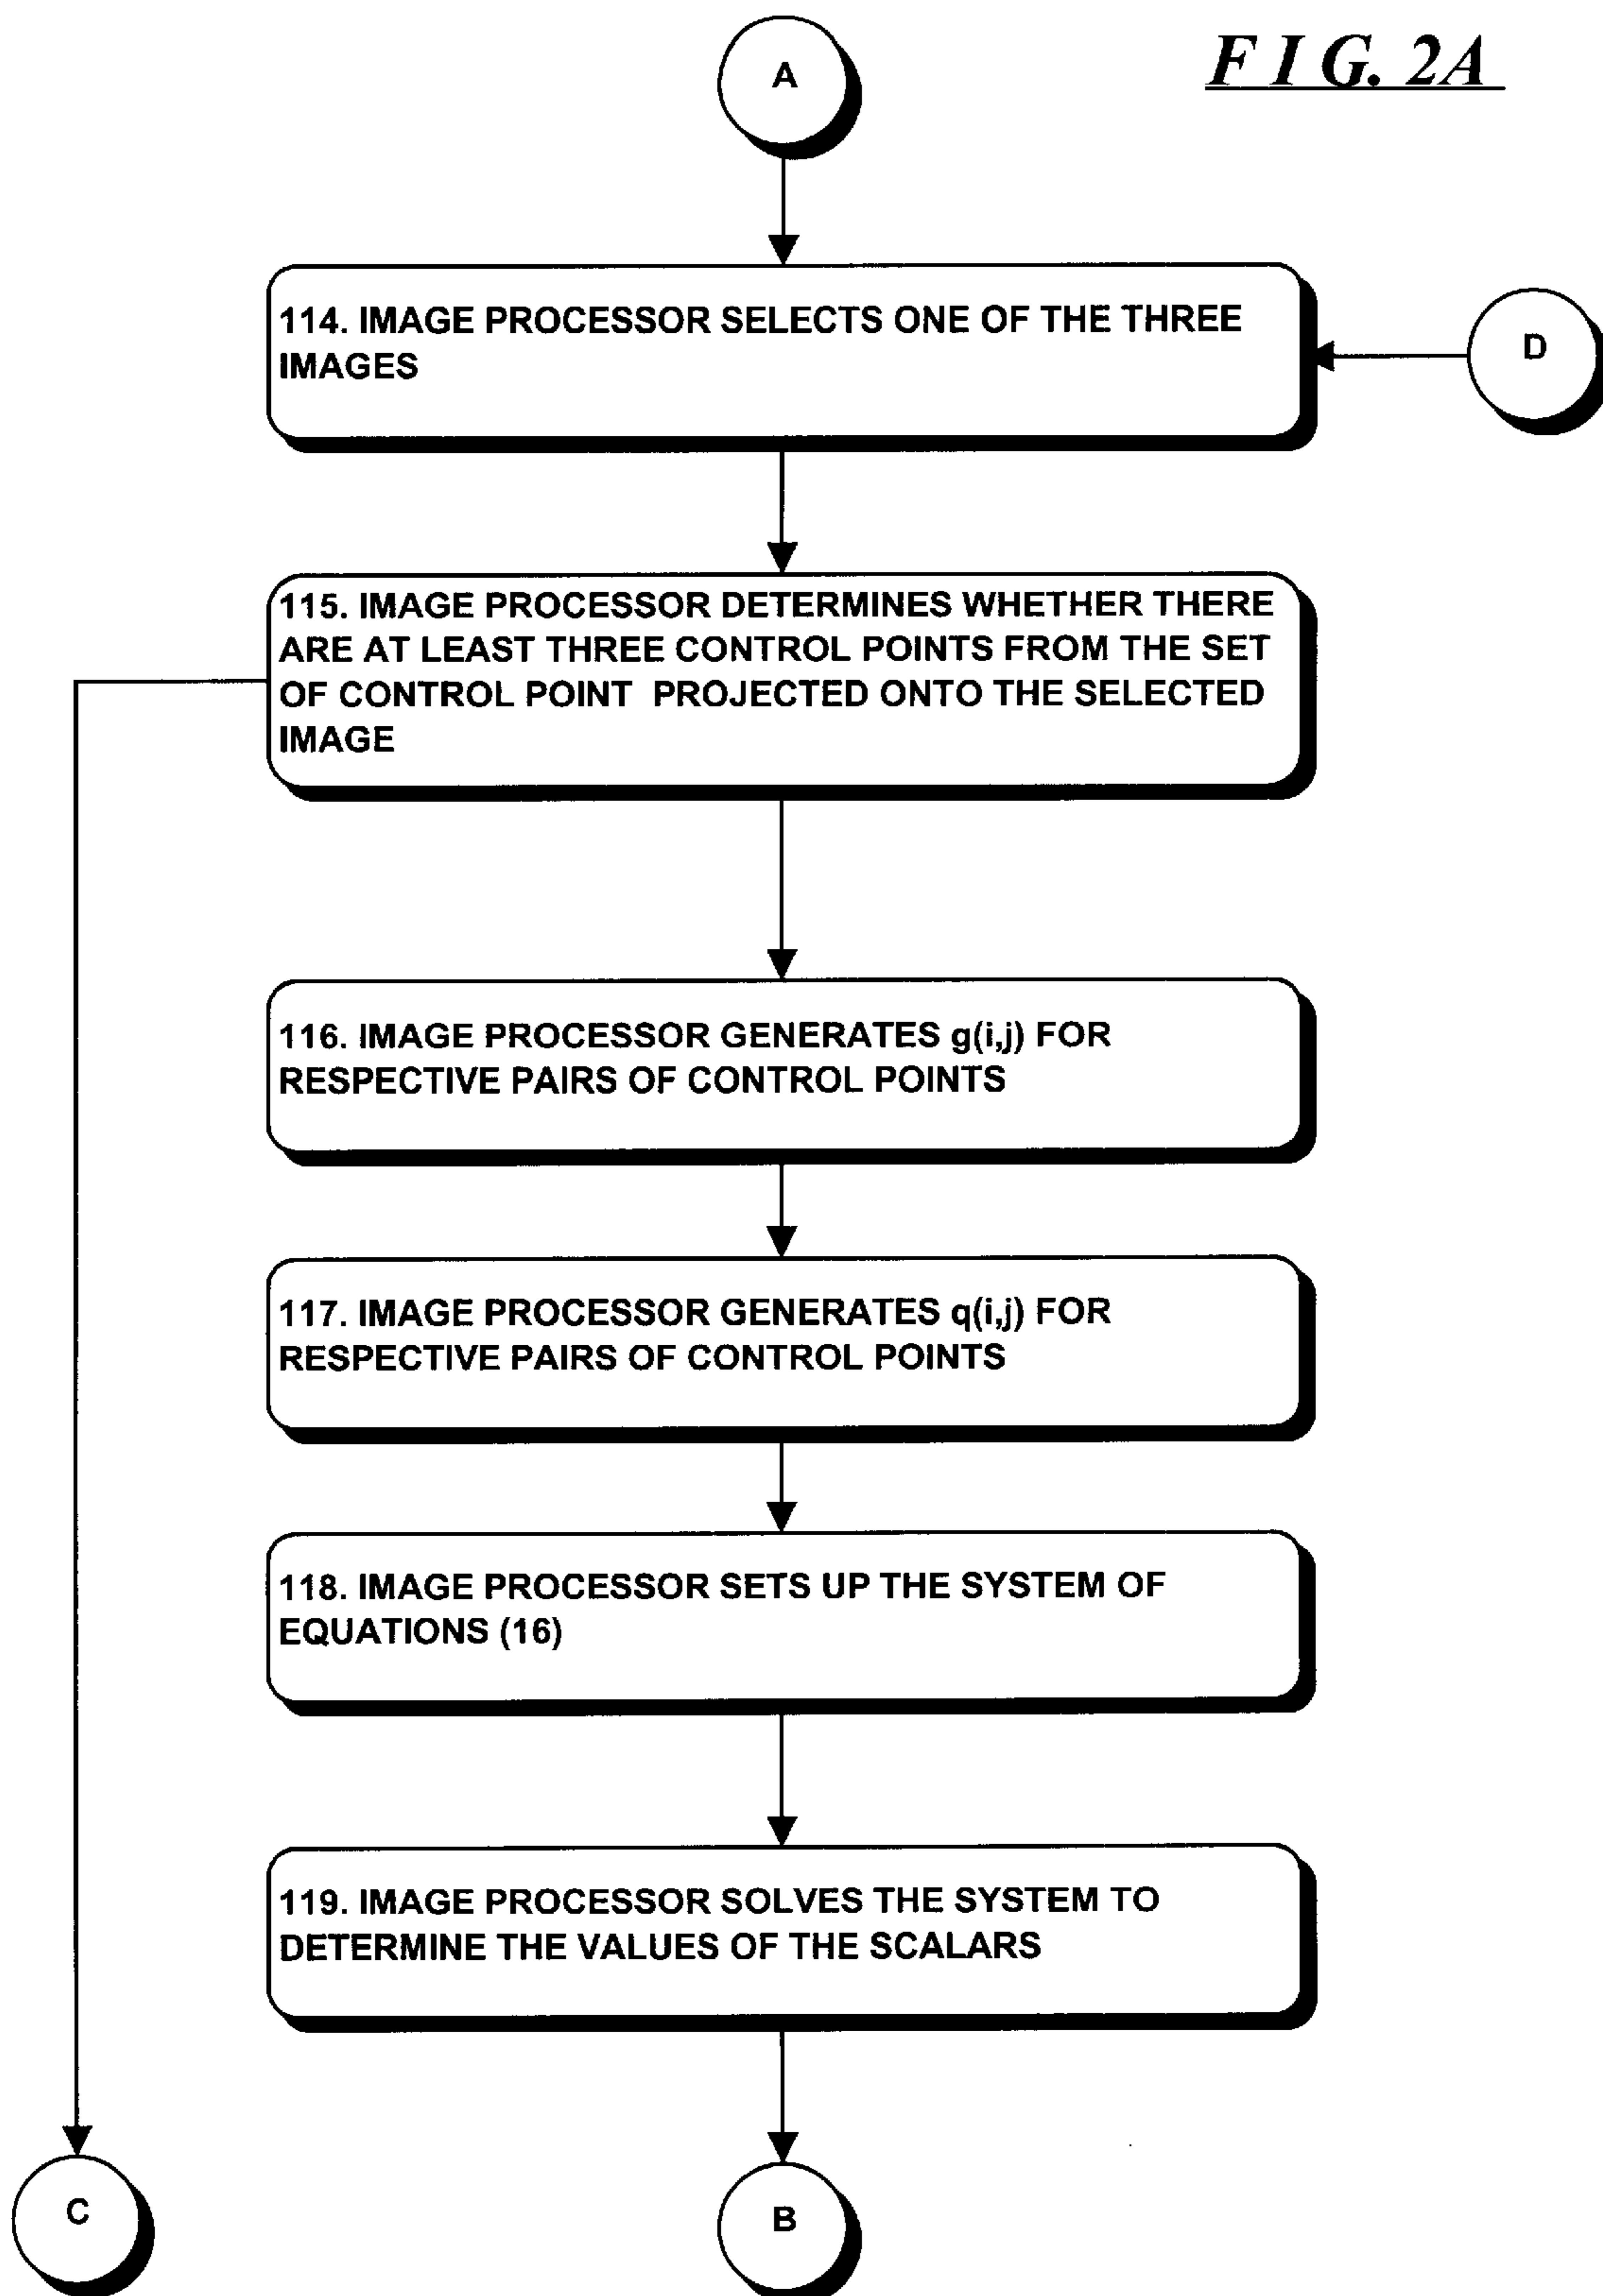 FIG. 2A
A
114. IMAGE PROCESSOR SELECTS ONE OF THE THREE
IMAGES
D
115. IMAGE PROCESSOR DETERMINES WHETHER THERE
ARE AT LEAST THREE CONTROL POINTS FROM THE SET
OF CONTROL POINT PROJECTED ONTO THE SELECTED
IMAGE
116. IMAGE PROCESSOR GENERATES g(i,j) FOR
RESPECTIVE PAIRS OF CONTROL POINTS
117. IMAGE PROCESSOR GENERATES q(i,j) FOR
RESPECTIVE PAIRS OF CONTROL POINTS
118. IMAGE PROCESSOR SETS UP THE SYSTEM OF
EQUATIONS (16)
119. IMAGE PROCESSOR SOLVES THE SYSTEM TO
DETERMINE THE VALUES OF THE SCALARS
C
B